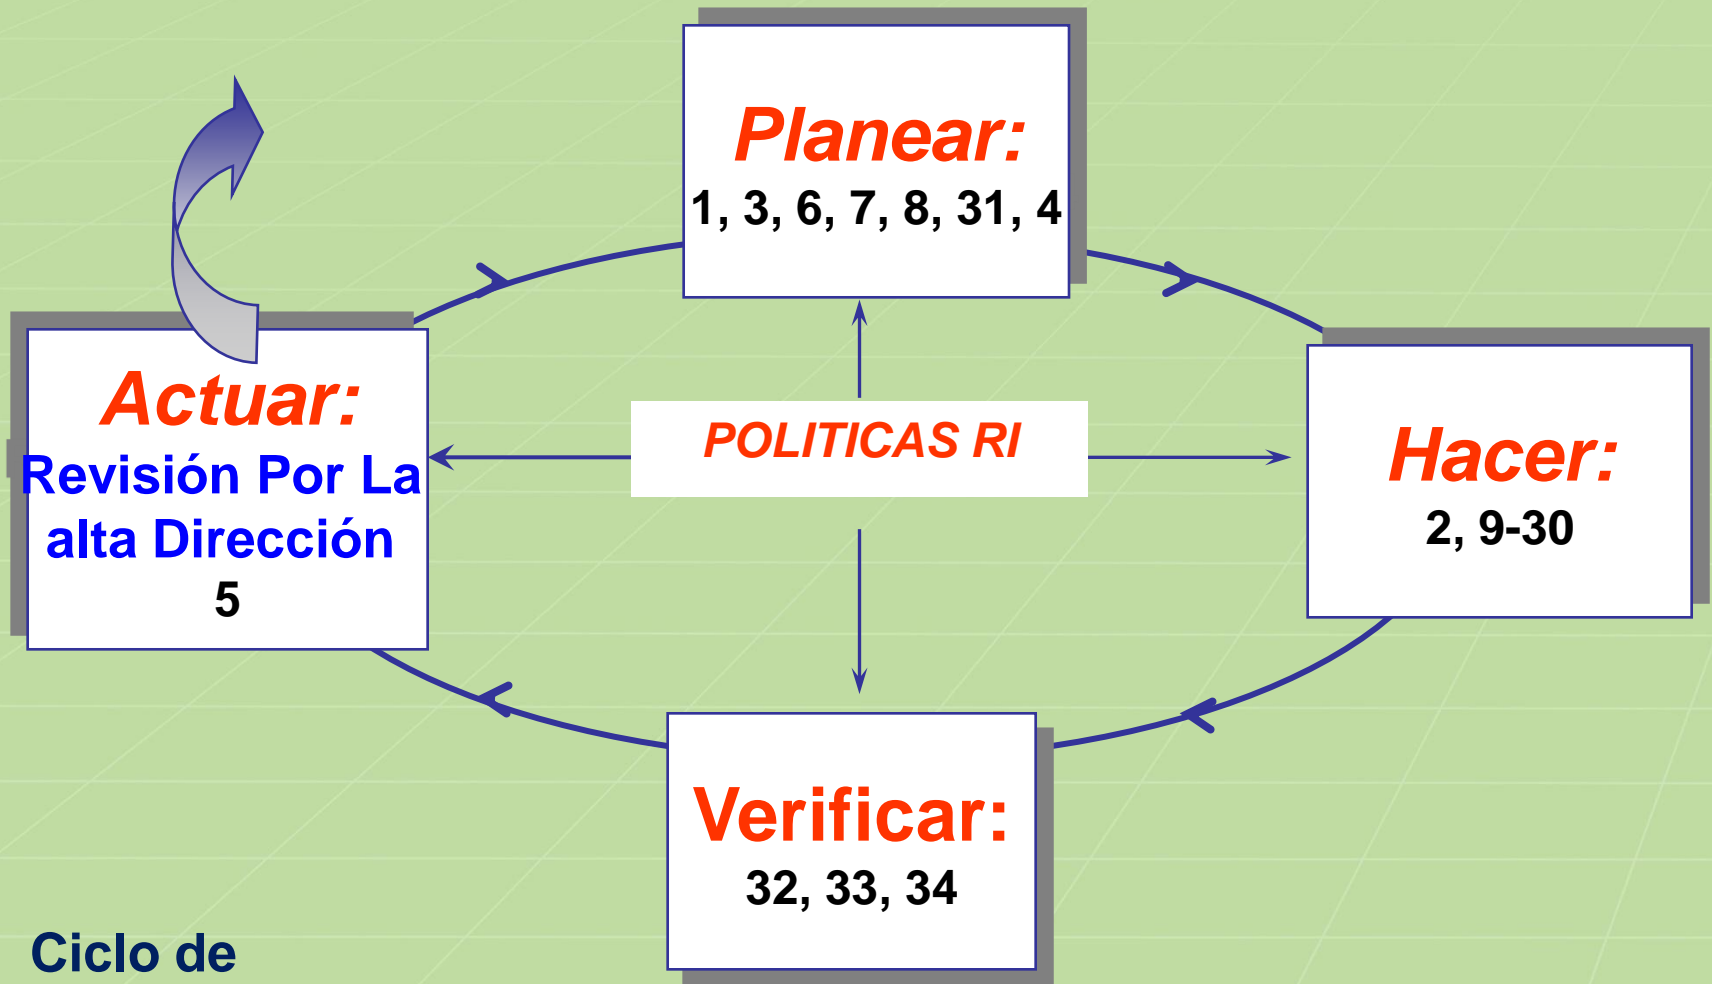 Planear:
1, 3, 6, 7, 8, 31, 4
Actuar:
Revisión Por La
alta Dirección
5
POLITICAS RI
Hacer:
2, 9-30
Verificar:
32, 33, 34
Ciclo de